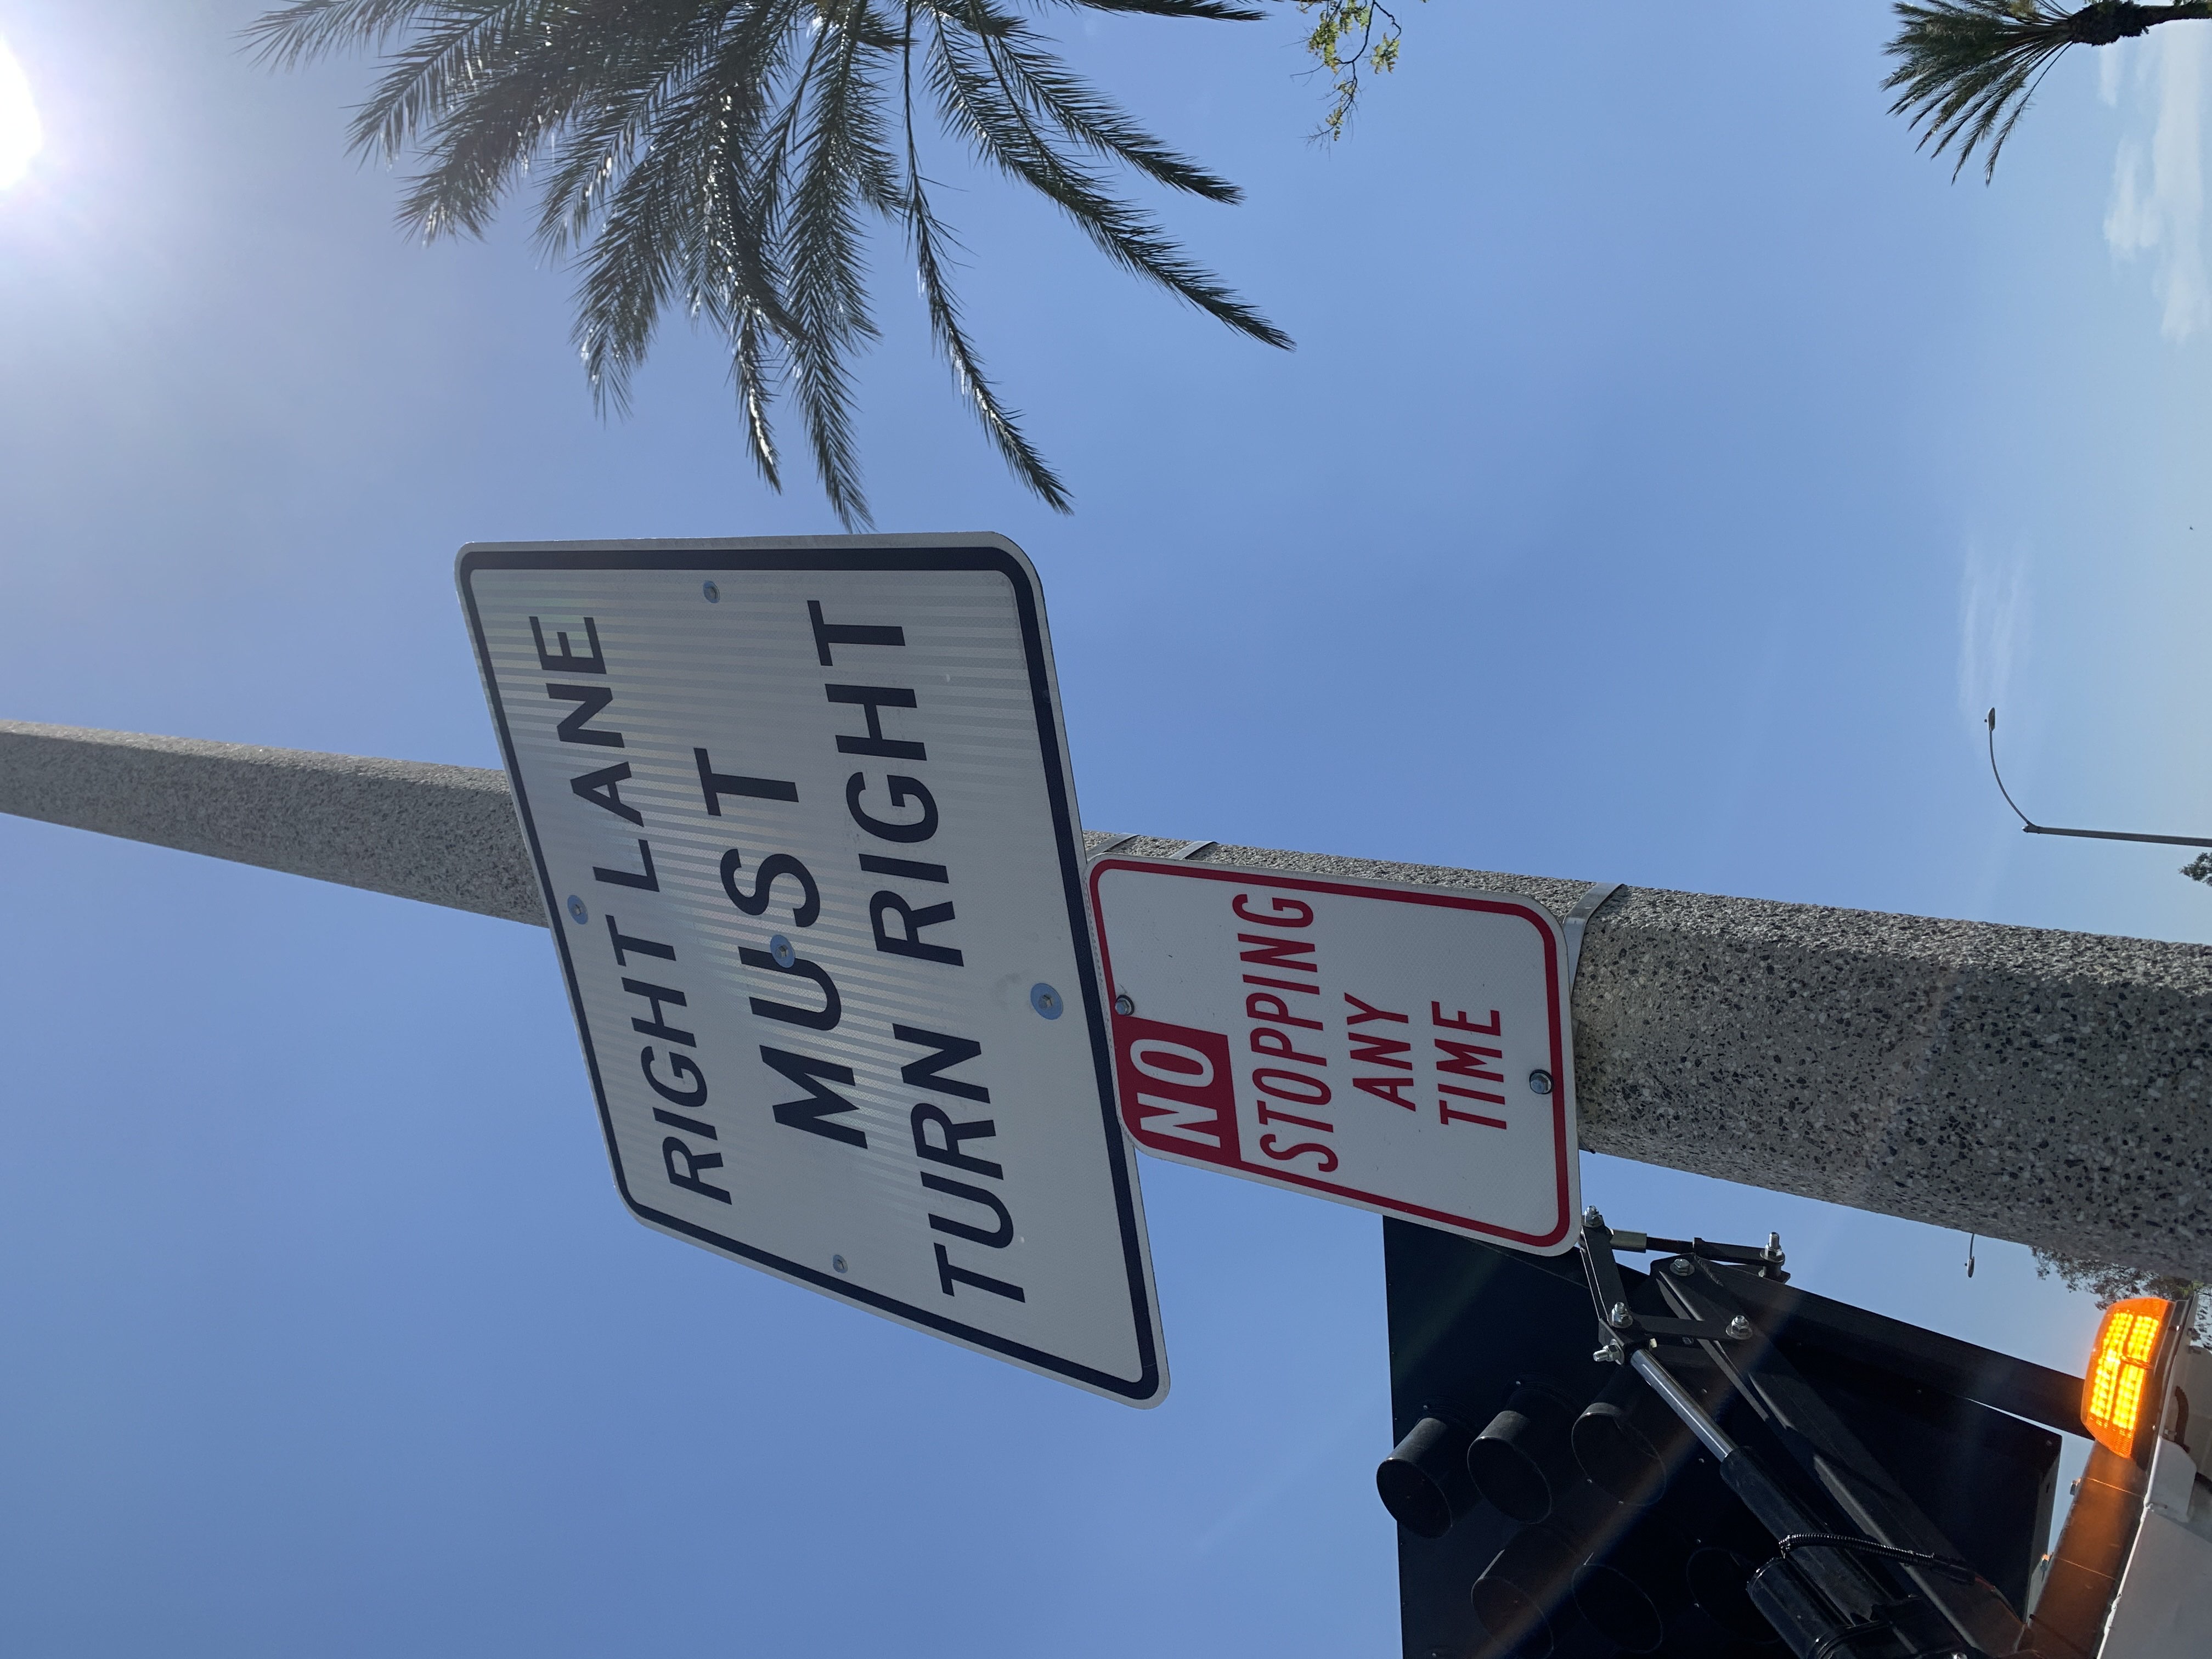 RIGHT LANE
MUST
TURN RIGHT
NO
STOPPING
ANY
TIME